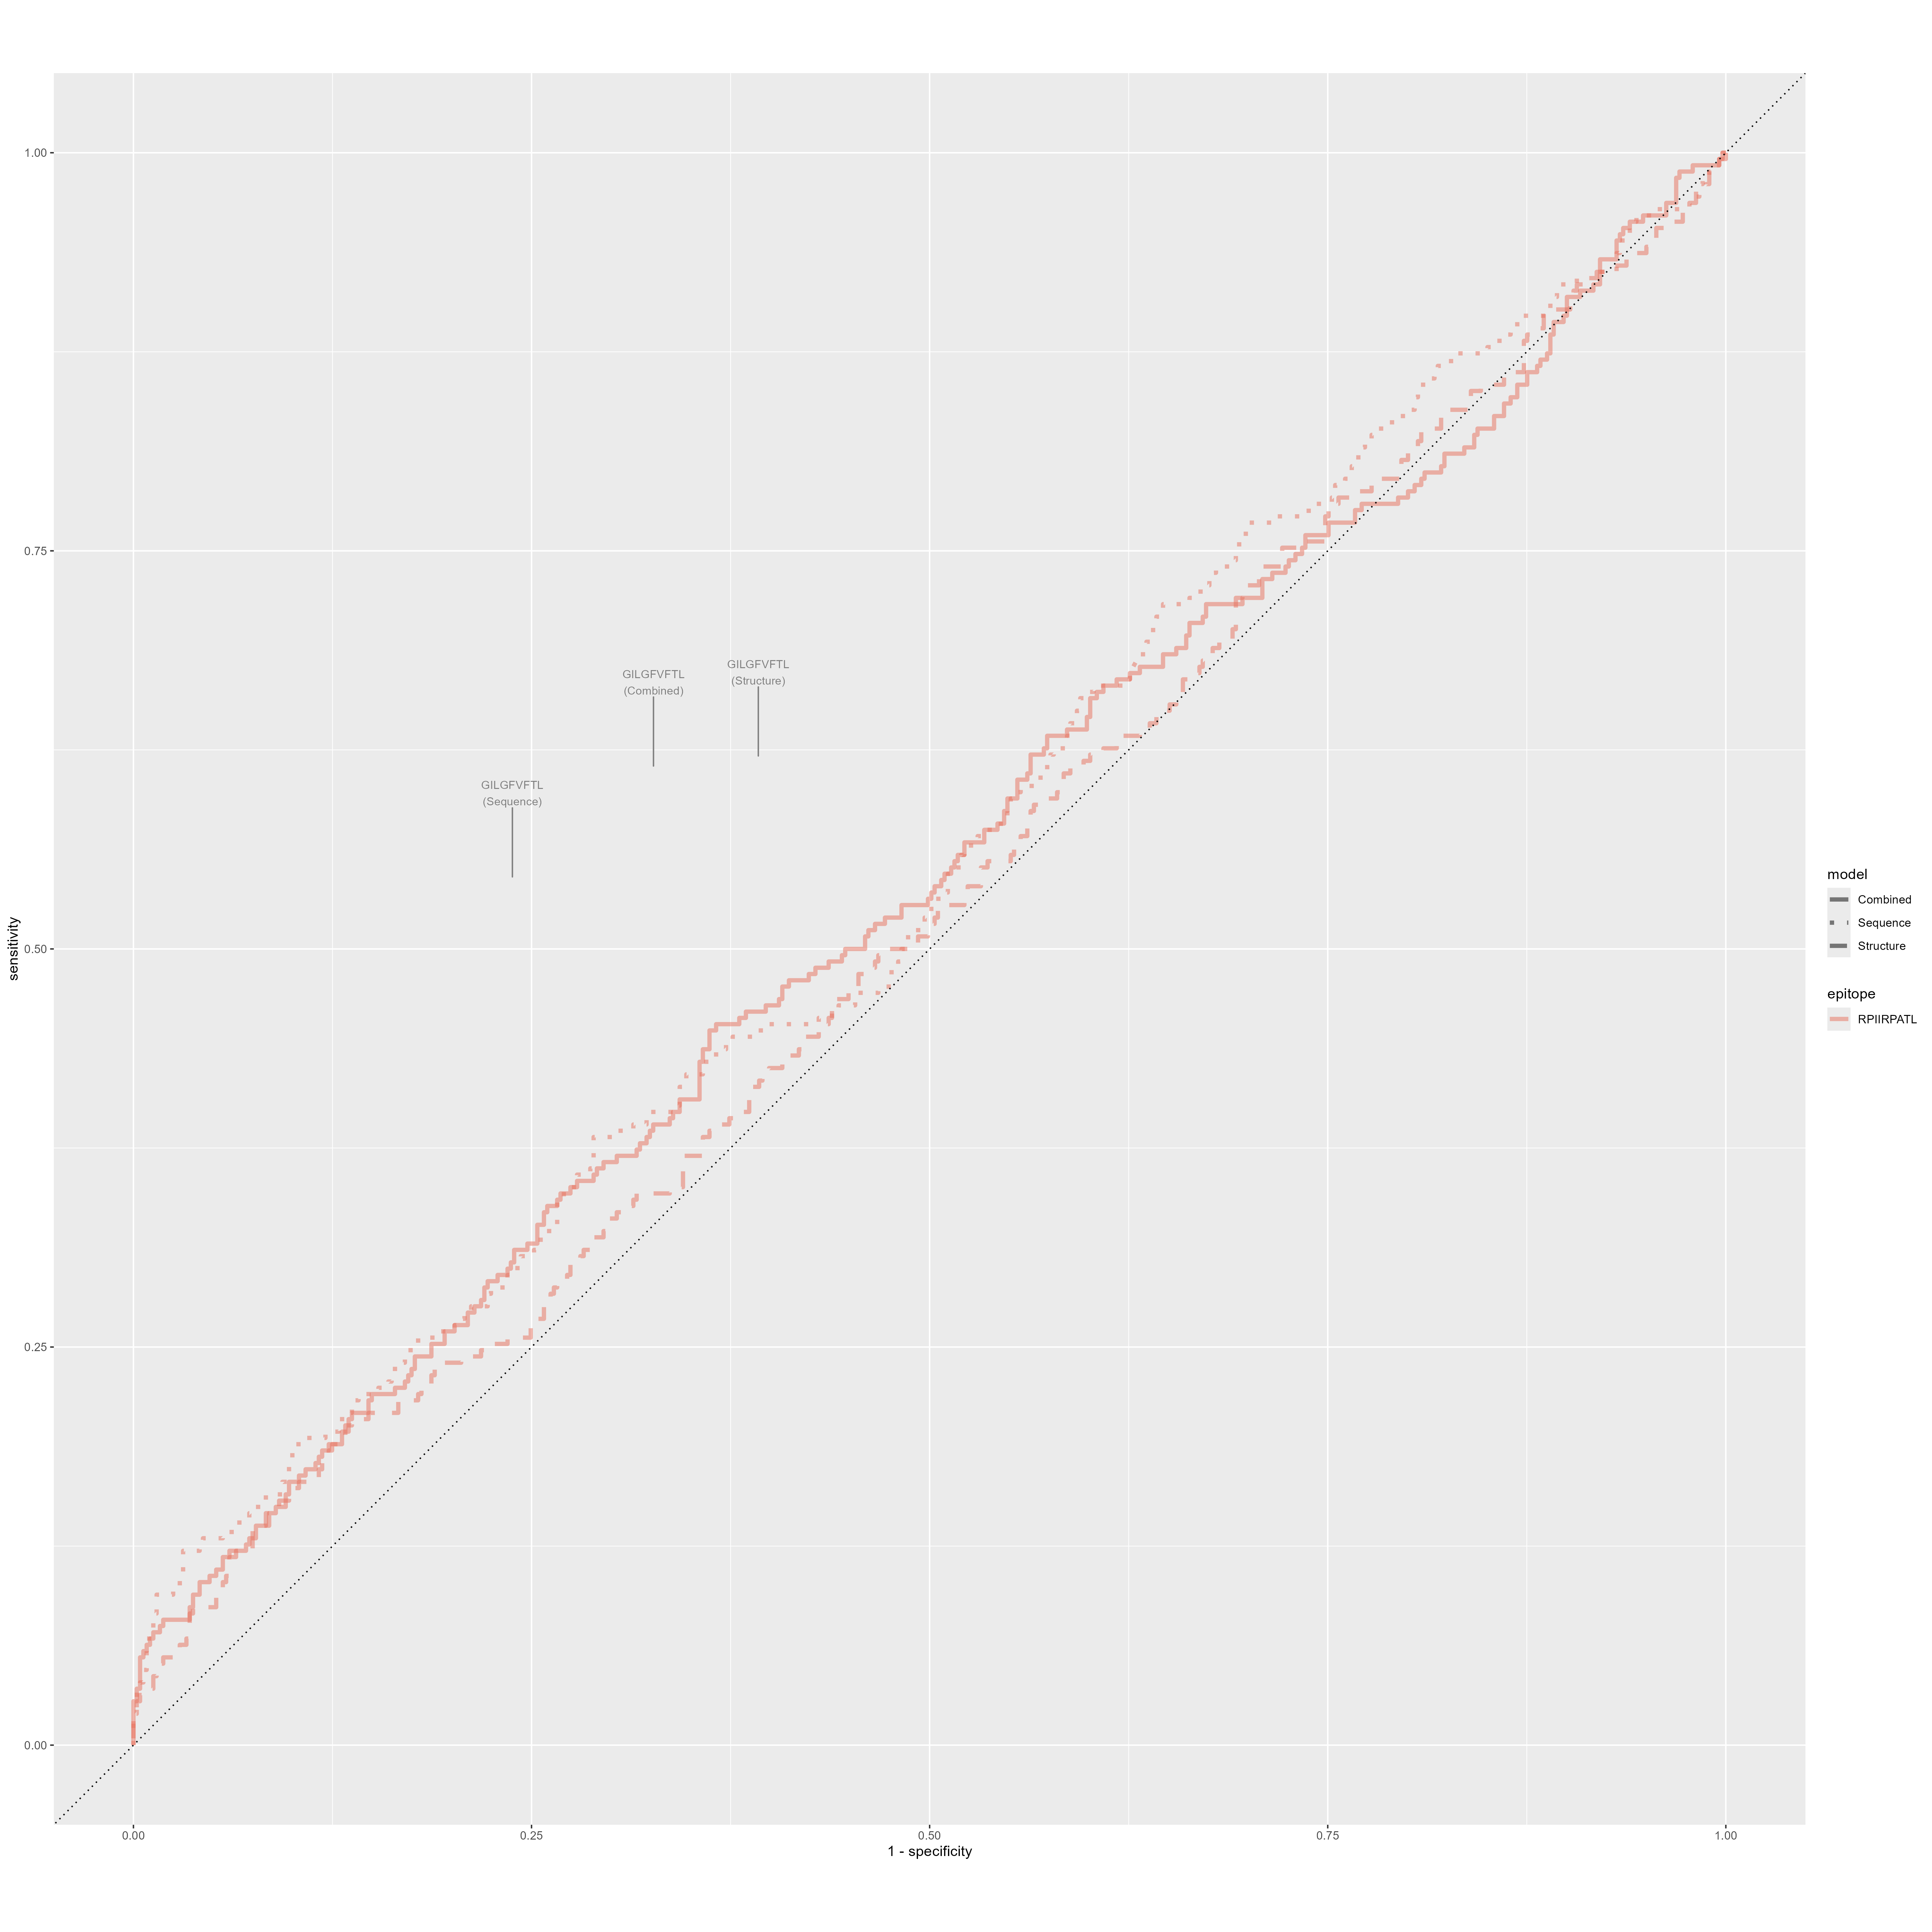 1.00
0.75
0.50
0.25
0.00
sensitivity
GILGFVFTL
(Combined)
GILGFVFTL
(Structure)
GILGFVFTL
(Sequence)
0.00
0.25
0.50
0.75
1.00
1 - specificity
model
Combined
Sequence
Structure
epitope
RPIIRPATL